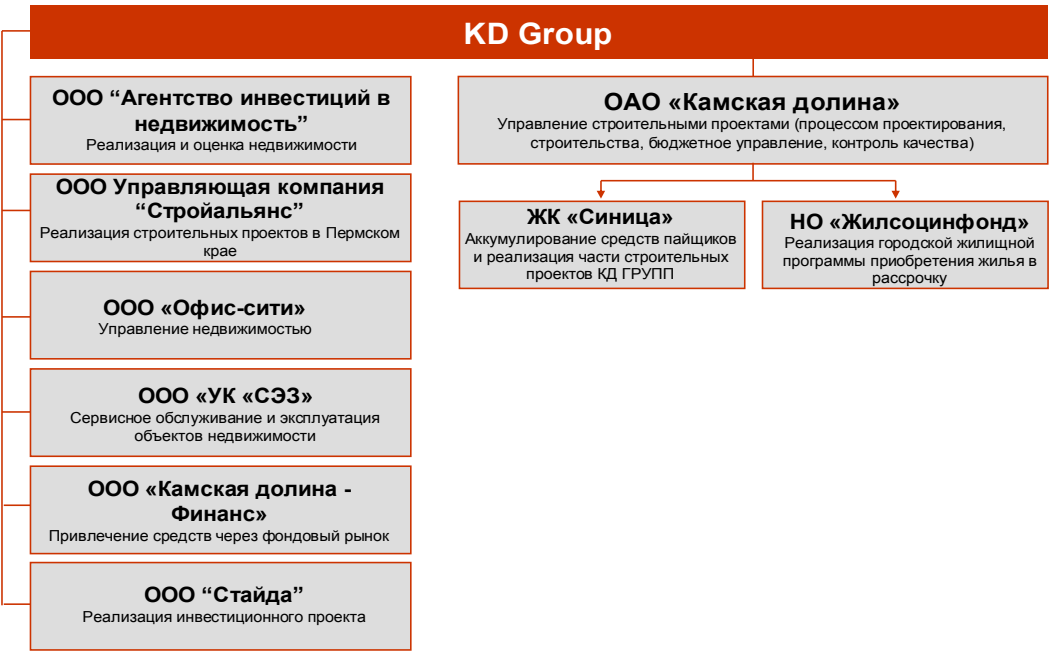 KD Group
ООО “Агентство инвестиций в
недвижимость”
Реализация и оценка недвижимости
ООО Управляющая компания
“Стройальянс”
Реализация строительных проектов в Пермском
крае
ООО «Офис-сити»
Управление недвижимостью
ООО «УК «СЭЗ»
Сервисное обслуживание и эксплуатация
объектов недвижимости
ООО «Камская долина -
Финанс»
Привлечение средств через фондовый рынок
ООО “Стайда”
Реализация инвестиционного проекта
ОАО «Камская долина»
Управление строительными проектами (процессом проектирования,
строительства, бюджетное управление, контроль качества)
ЖК «Синица»
Аккумулирование средств пайщиков
и реализация части строительных
проектов КД ГРУПП
НО «Жилсоцинфонд»
Реализация городской жилищной
программы приобретения жилья в
рассрочку